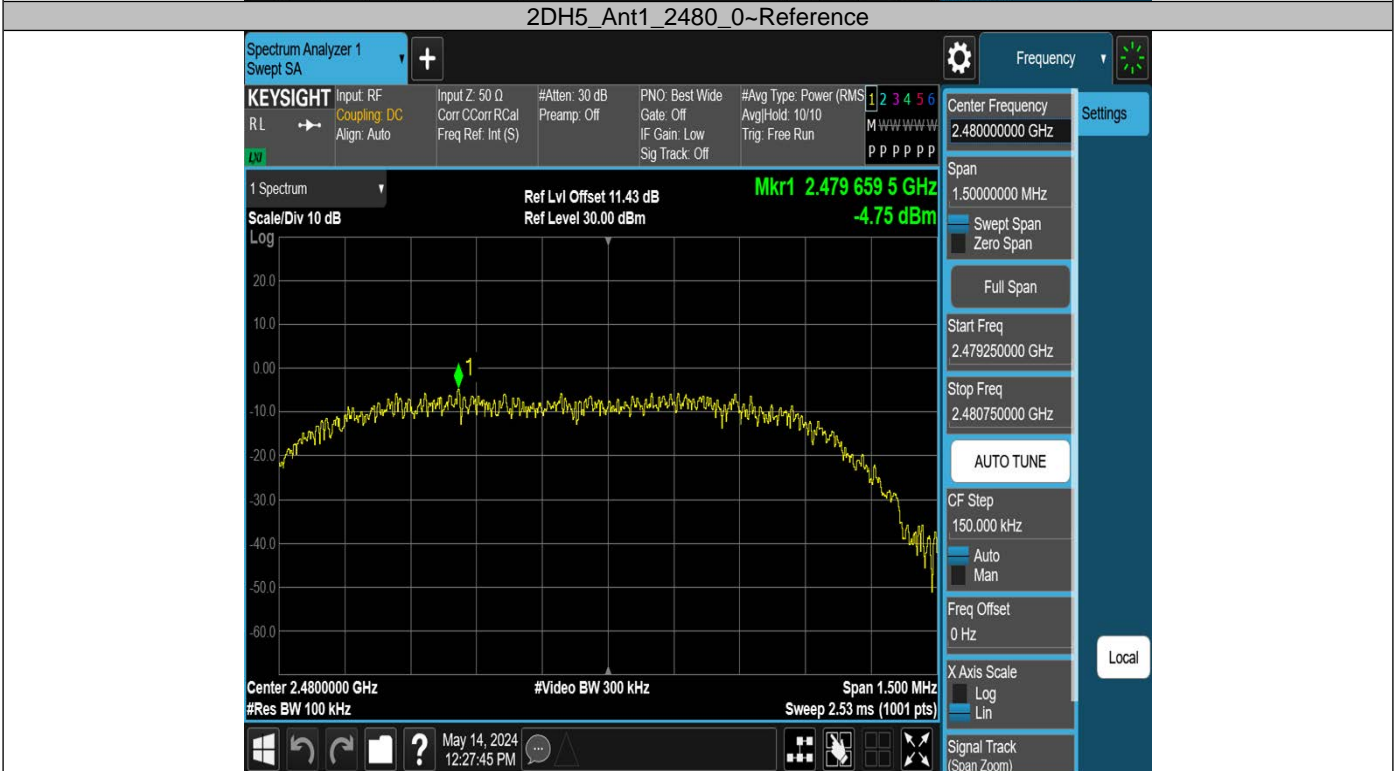 2DH5_Ant1_2480_0~Reference
Spectrum Analyzer 1
Swept SA
+
Frequency
KEYSIGHT
RL
LXI
Input: RF
Coupling: DC
Align: Auto
Input Z: 50 Ω
Corr CCorr RCal
Freq Ref: Int (S)
#Atten: 30 dB
Preamp: Off
PNO: Best Wide
Gate: Off
IF Gain: Low
Sig Track: Off
#Avg Type: Power (RMS
Avg|Hold: 10/10
Trig: Free Run
1 2 3 4 5 6
M W W W W W
P P P P P P
1 Spectrum
Scale/Div 10 dB
Log
Ref Lvl Offset 11.43 dB
Ref Level 30.00 dBm
Mkr1 2.479 659 5 GHz
-4.75 dBm
20.0
10.0
0.00
-10.0
-20.0
-30.0
-40.0
-50.0
-60.0
1
Center 2.4800000 GHz
#Res BW 100 kHz
#Video BW 300 kHz
Span 1.500 MHz
Sweep 2.53 ms (1001 pts)
Center Frequency
2.480000000 GHz
Settings
Span
1.50000000 MHz
Swept Span
Zero Span
Full Span
Start Freq
2.479250000 GHz
Stop Freq
2.480750000 GHz
AUTO TUNE
CF Step
150.000 kHz
Auto
Man
Freq Offset
0 Hz
X Axis Scale
Log
Lin
Local
Signal Track
(Span Zoom)
?
May 14, 2024
12:27:45 PM